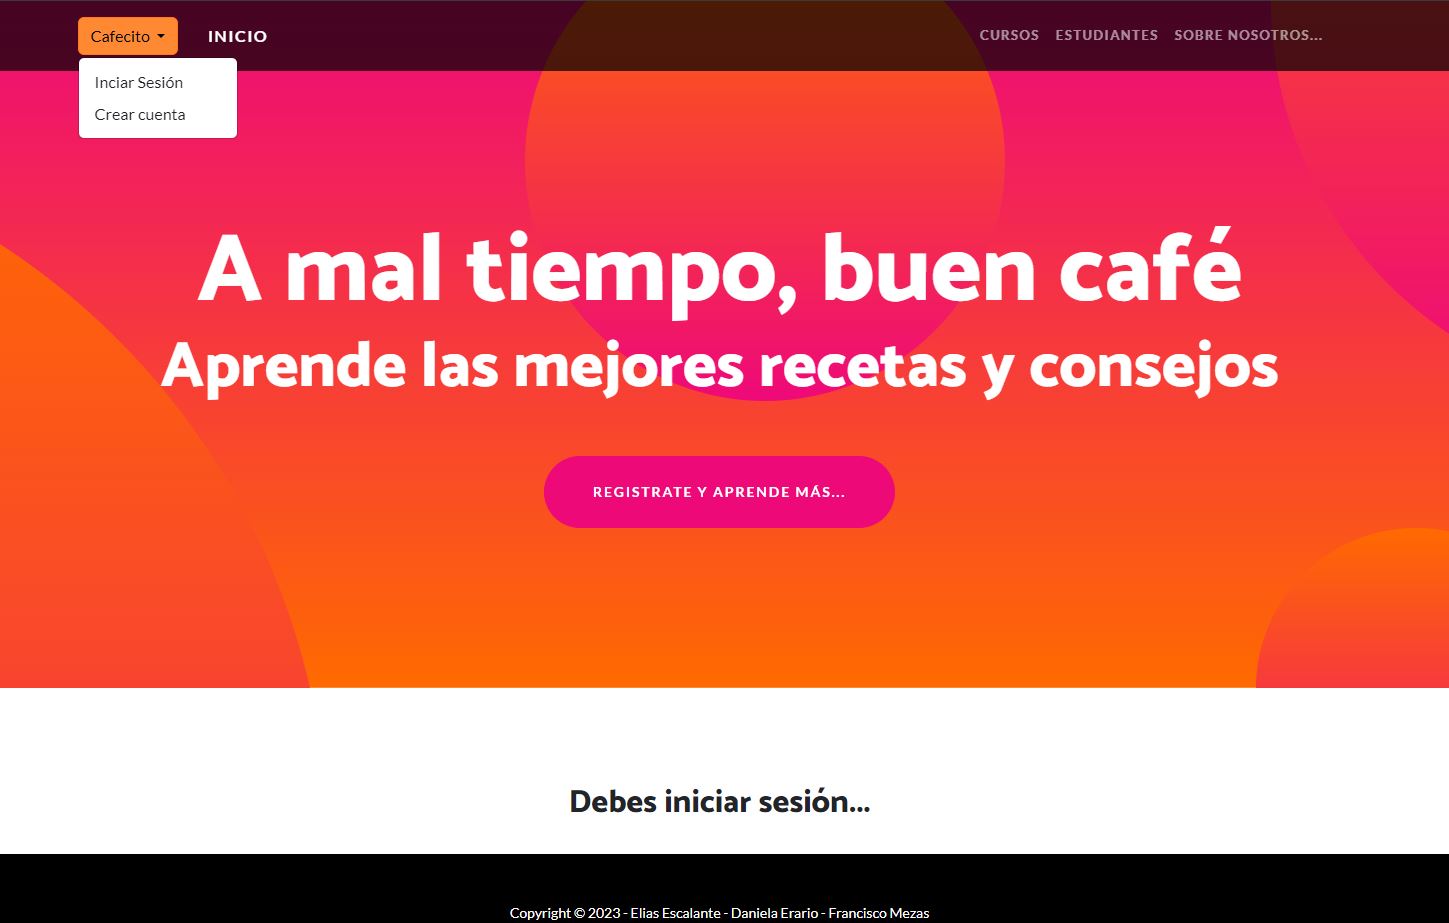 Cafecito INICIO CURSOS ESTUDIANTES SOBRE NOSOTROS...
Inciar Sesión
Crear cuenta
A mal tiempo, buen café
Aprende las mejores recetas y consejos
REGISTRATE Y APRENDE MÁS...
Debes iniciar sesión...
Copyright © 2023 - Elias Escalante - Daniela Erario - Francisco Mezas